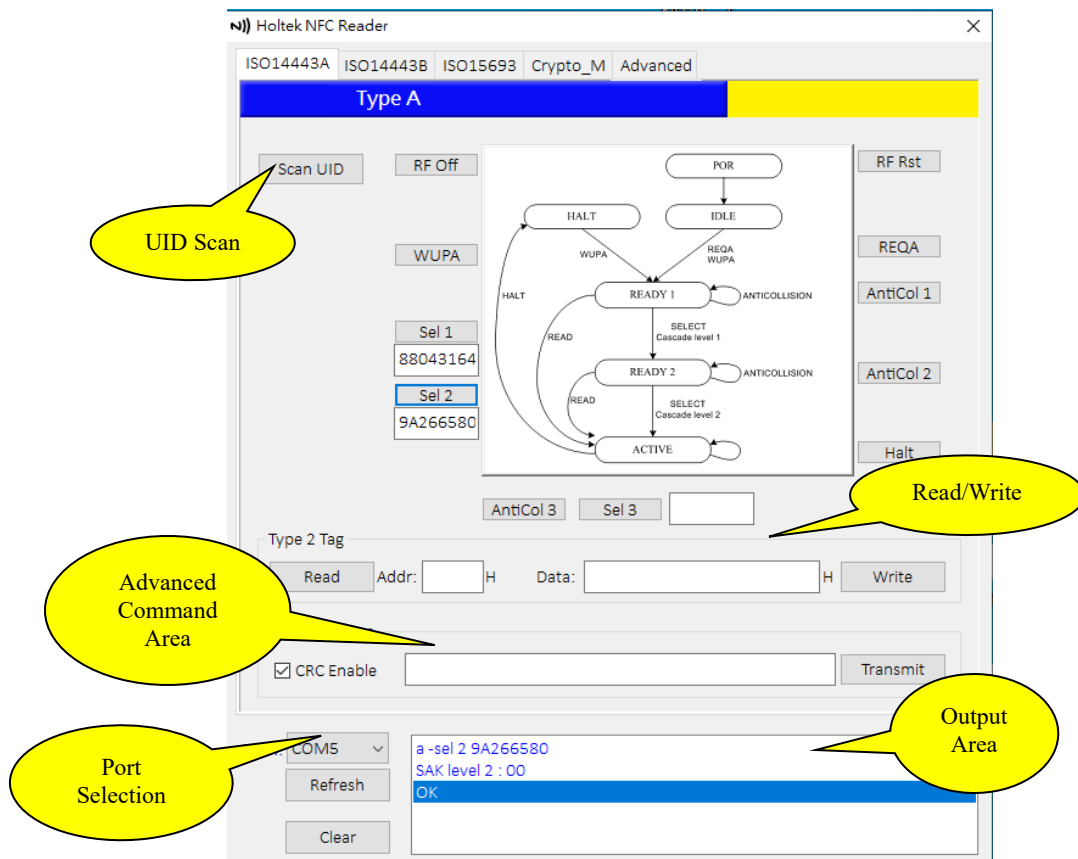 Holtek NFC Reader
ISO14443A ISO14443B ISO15693 Crypto_M Advanced
Type A
Scan UID
RF Off
RF Rst
UID Scan
WUPA
REQA
AntiCol 1
Sel 1
88043164
Sel 2
9A266580
AntiCol 2
Halt
POR
HALT
IDLE
WUPA
REQA
WUPA
HALT
READY 1
ANTICOLLISION
READ
SELECT
Cascade level 1
READY 2
ANTICOLLISION
READ
SELECT
Cascade level 2
ACTIVE
Read/Write
AntiCol 3 Sel 3
Type 2 Tag
Read Addr: H Data: H Write
Advanced
Command
Area
CRC Enable
Transmit
Output
Area
COM5
Port
Selection
Refresh
Clear
a -sel 2 9A266580
SAK level 2 : 00
OK